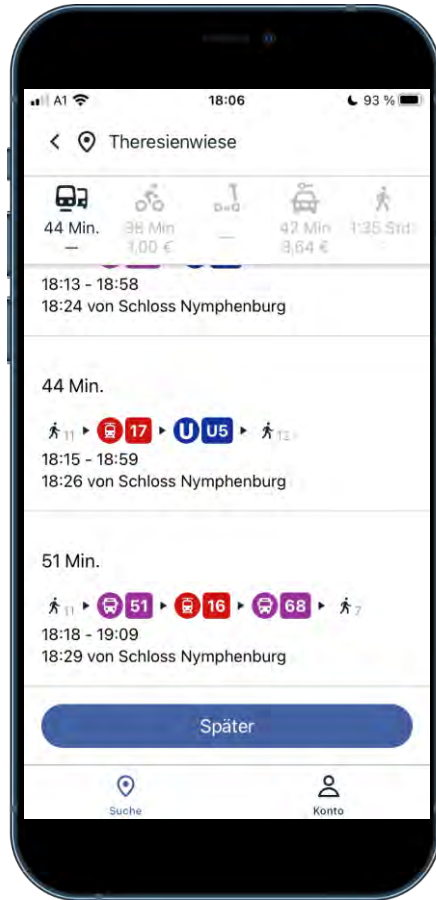 A1 18:06 93 %
Theresienwiese
44 Min. 38 Min 42 Min 1:35 Std.
— 1,00 € — 3,64 €
18:13 - 18:58
18:24 von Schloss Nymphenburg
44 Min.
11 17 U U5 12
18:15 - 18:59
18:26 von Schloss Nymphenburg
51 Min.
11 51 16 68 7
18:18 - 19:09
18:29 von Schloss Nymphenburg
Später
Suche Konto